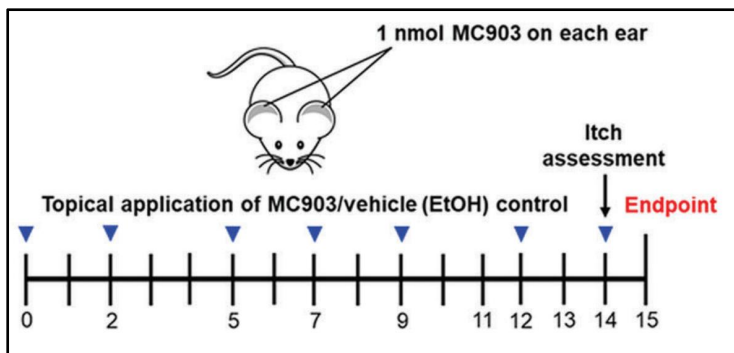 1 nmol MC903 on each ear
Itch
assessment
Topical application of MC903/vehicle (EtOH) control
Endpoint
0 2 5 7 9 11 12 13 14 15